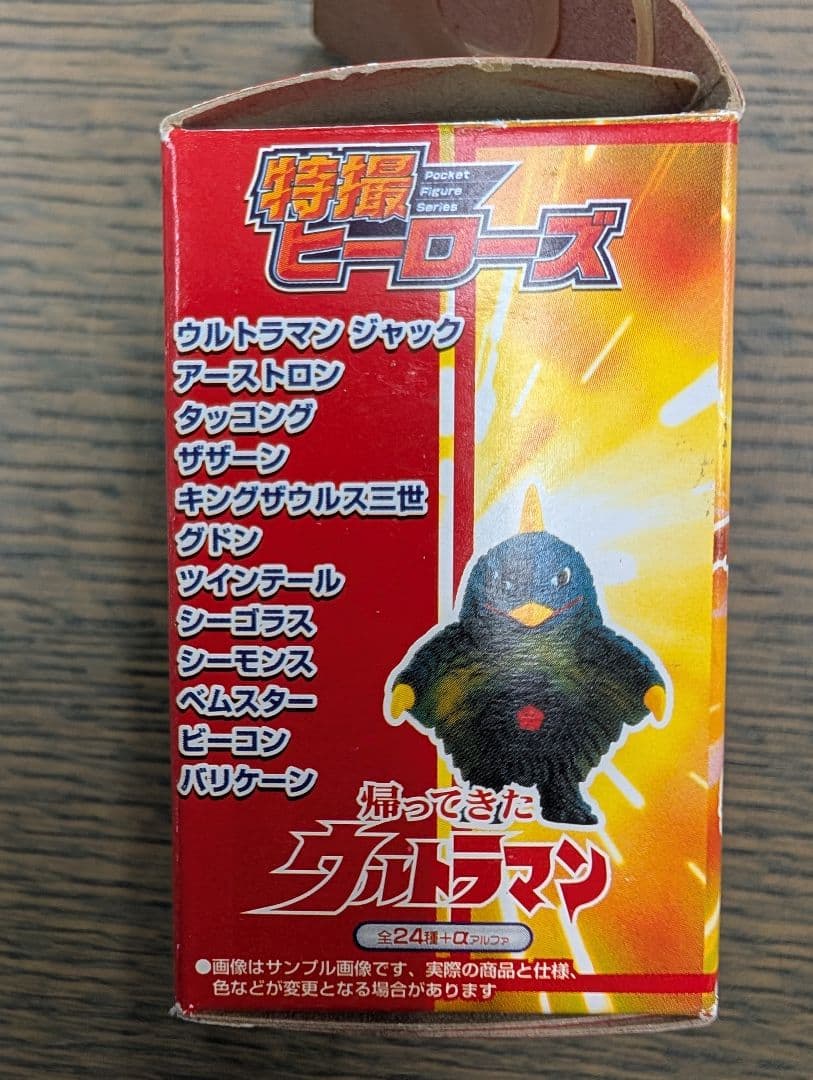 特撮
Pocket
Figure
Series
ヒーローズ
ウルトラマン ジャック
アーストロン
タッコング
ザザーン
キングザウルス三世
グドン
ツインテール
シーゴラス
シーモンス
ベムスター
ビーコン
バリケーン
帰ってきた
ウルトラマン
全24種+αアルファ
●画像はサンプル画像です、実際の商品と仕様、
色などが変更となる場合があります